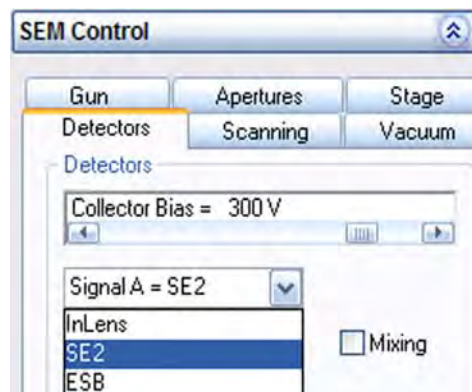 SEM Control
Gun Apertures Stage
Detectors Scanning Vacuum
Detectors
Collector Bias = 300 V
Signal A = SE2
InLens
SE2 Mixing
ESB